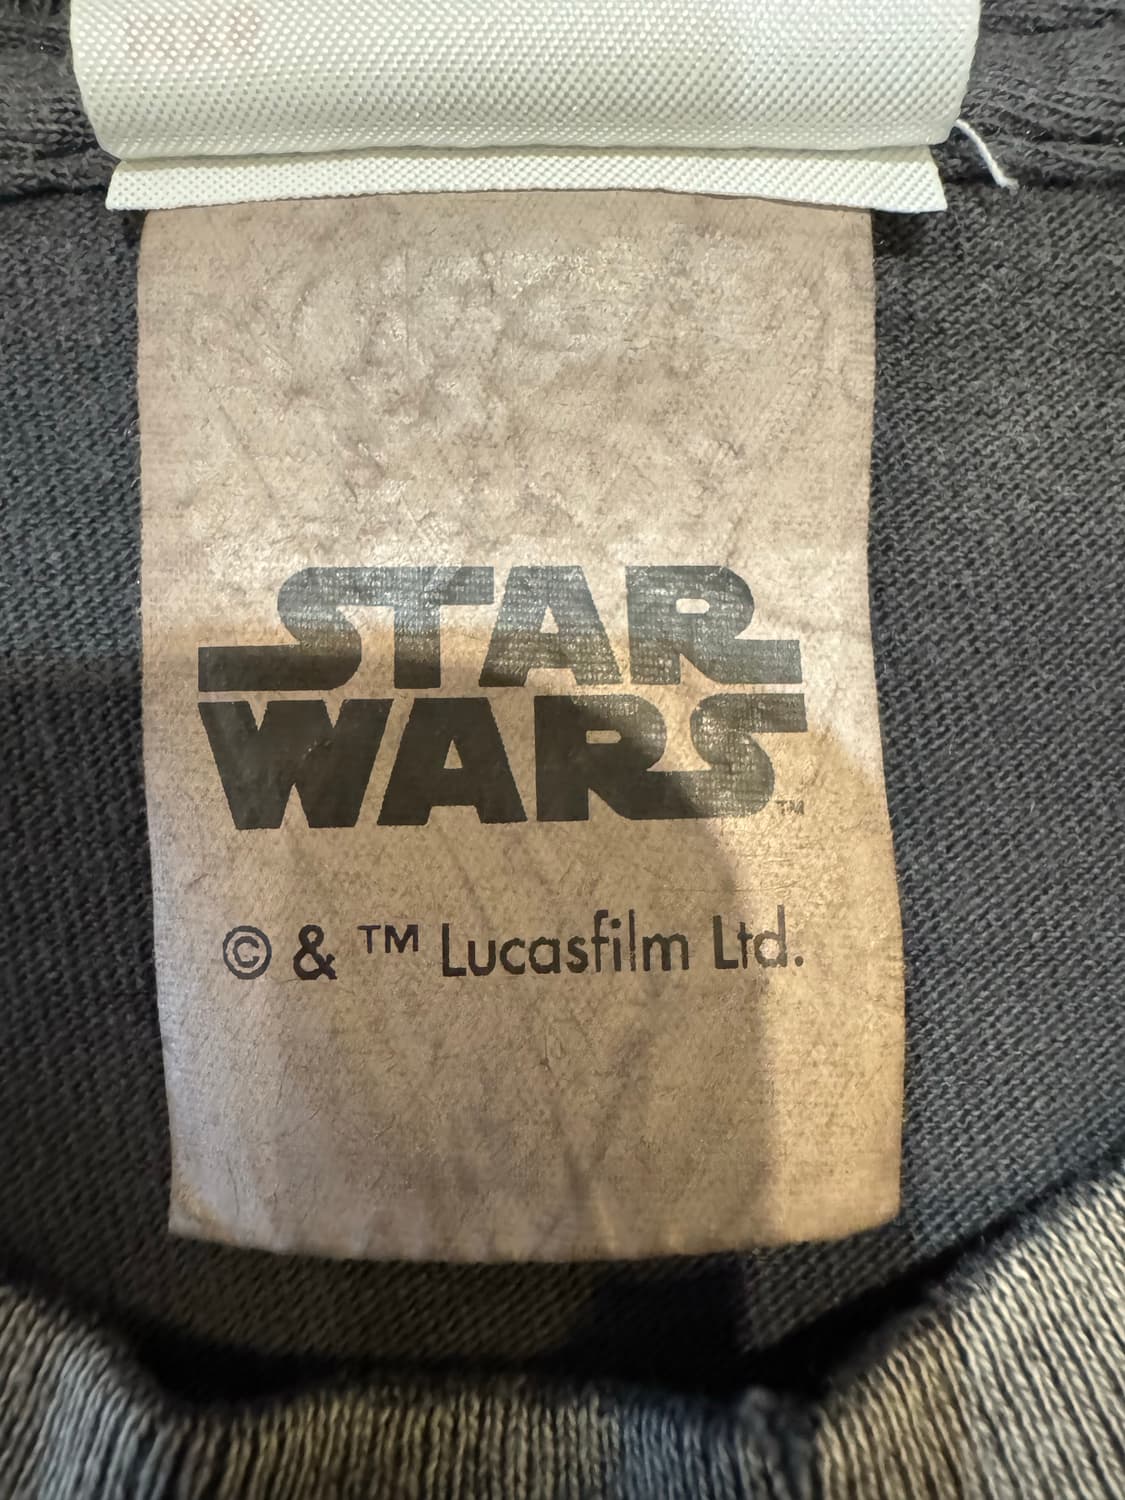 STAR
WARS™
© & ™ Lucasfilm Ltd.